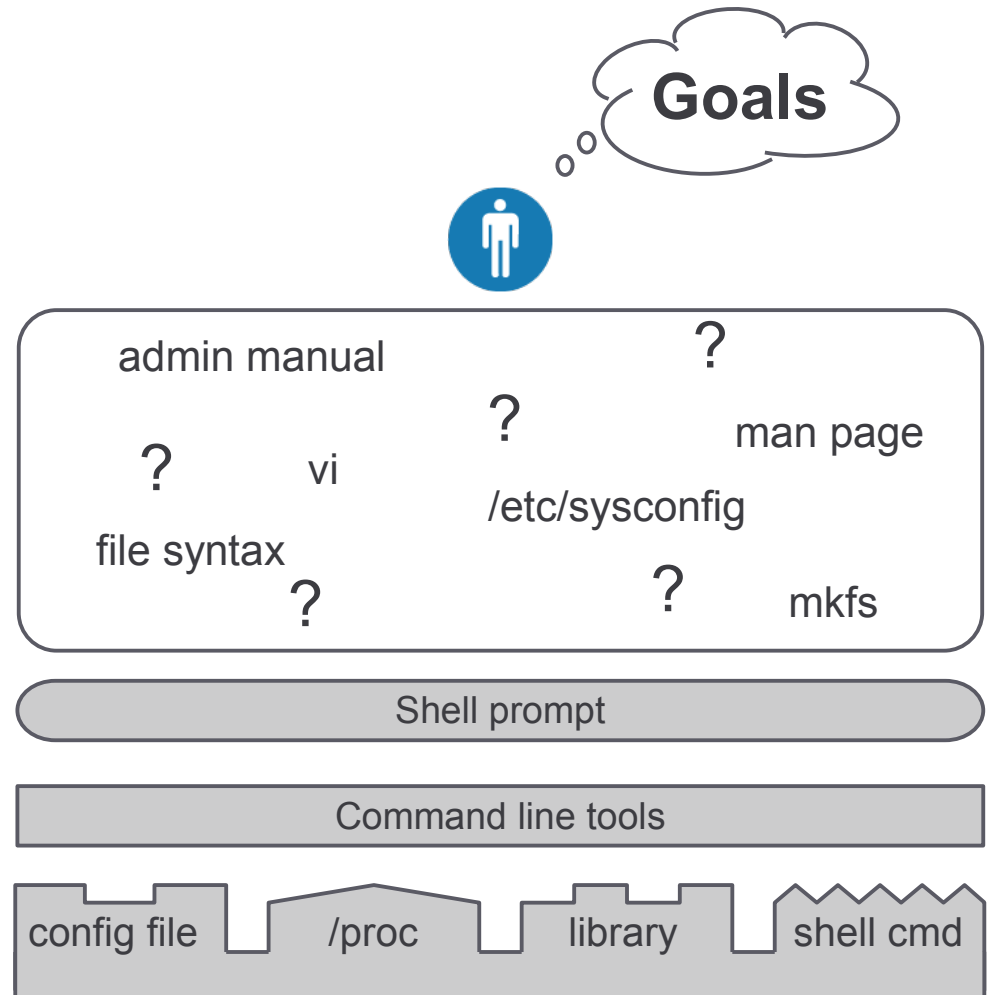 Goals
admin manual
?
?
man page
?
vi
/etc/sysconfig
file syntax
?
?
mkfs
Shell prompt
Command line tools
config file
/proc
library
shell cmd